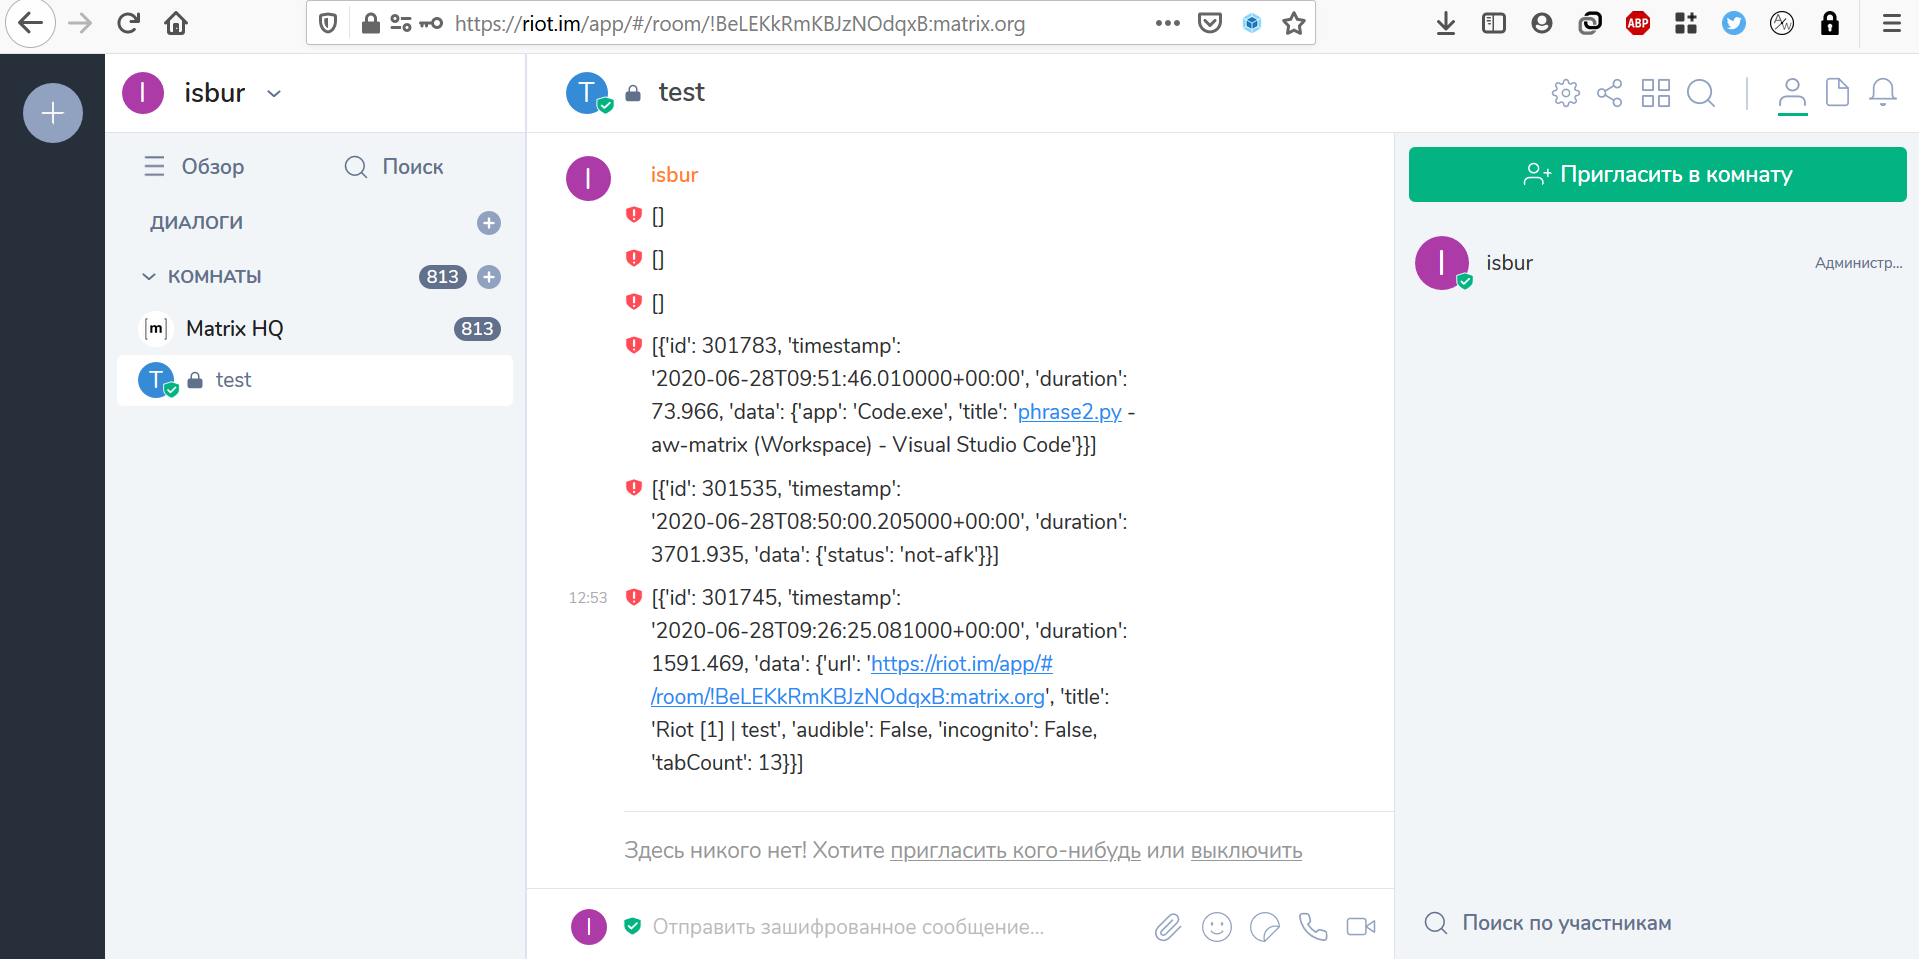 https://riot.im/app/#/room/!BeLEKkRmKBJzNOdqxB:matrix.org
ABP
AW
I
isbur
Обзор
Поиск
ДИАЛОГИ
КОМНАТЫ
813
[m]
Matrix HQ
813
T
test
T
test
I
isbur
[]
[]
[]
[{'id': 301783, 'timestamp':
'2020-06-28T09:51:46.010000+00:00', 'duration':
73.966, 'data': {'app': 'Code.exe', 'title': 'phrase2.py -
aw-matrix (Workspace) - Visual Studio Code'}}]
[{'id': 301535, 'timestamp':
'2020-06-28T08:50:00.205000+00:00', 'duration':
3701.935, 'data': {'status': 'not-afk'}}]
12:53
[{'id': 301745, 'timestamp':
'2020-06-28T09:26:25.081000+00:00', 'duration':
1591.469, 'data': {'url': 'https://riot.im/app/#
/room/!BeLEKkRmKBJzNOdqxB:matrix.org', 'title':
'Riot [1] | test', 'audible': False, 'incognito': False,
'tabCount': 13}}]
Здесь никого нет! Хотите пригласить кого-нибудь или выключить
I
Отправить зашифрованное сообщение...
Пригласить в комнату
I
isbur
Администр...
Поиск по участникам